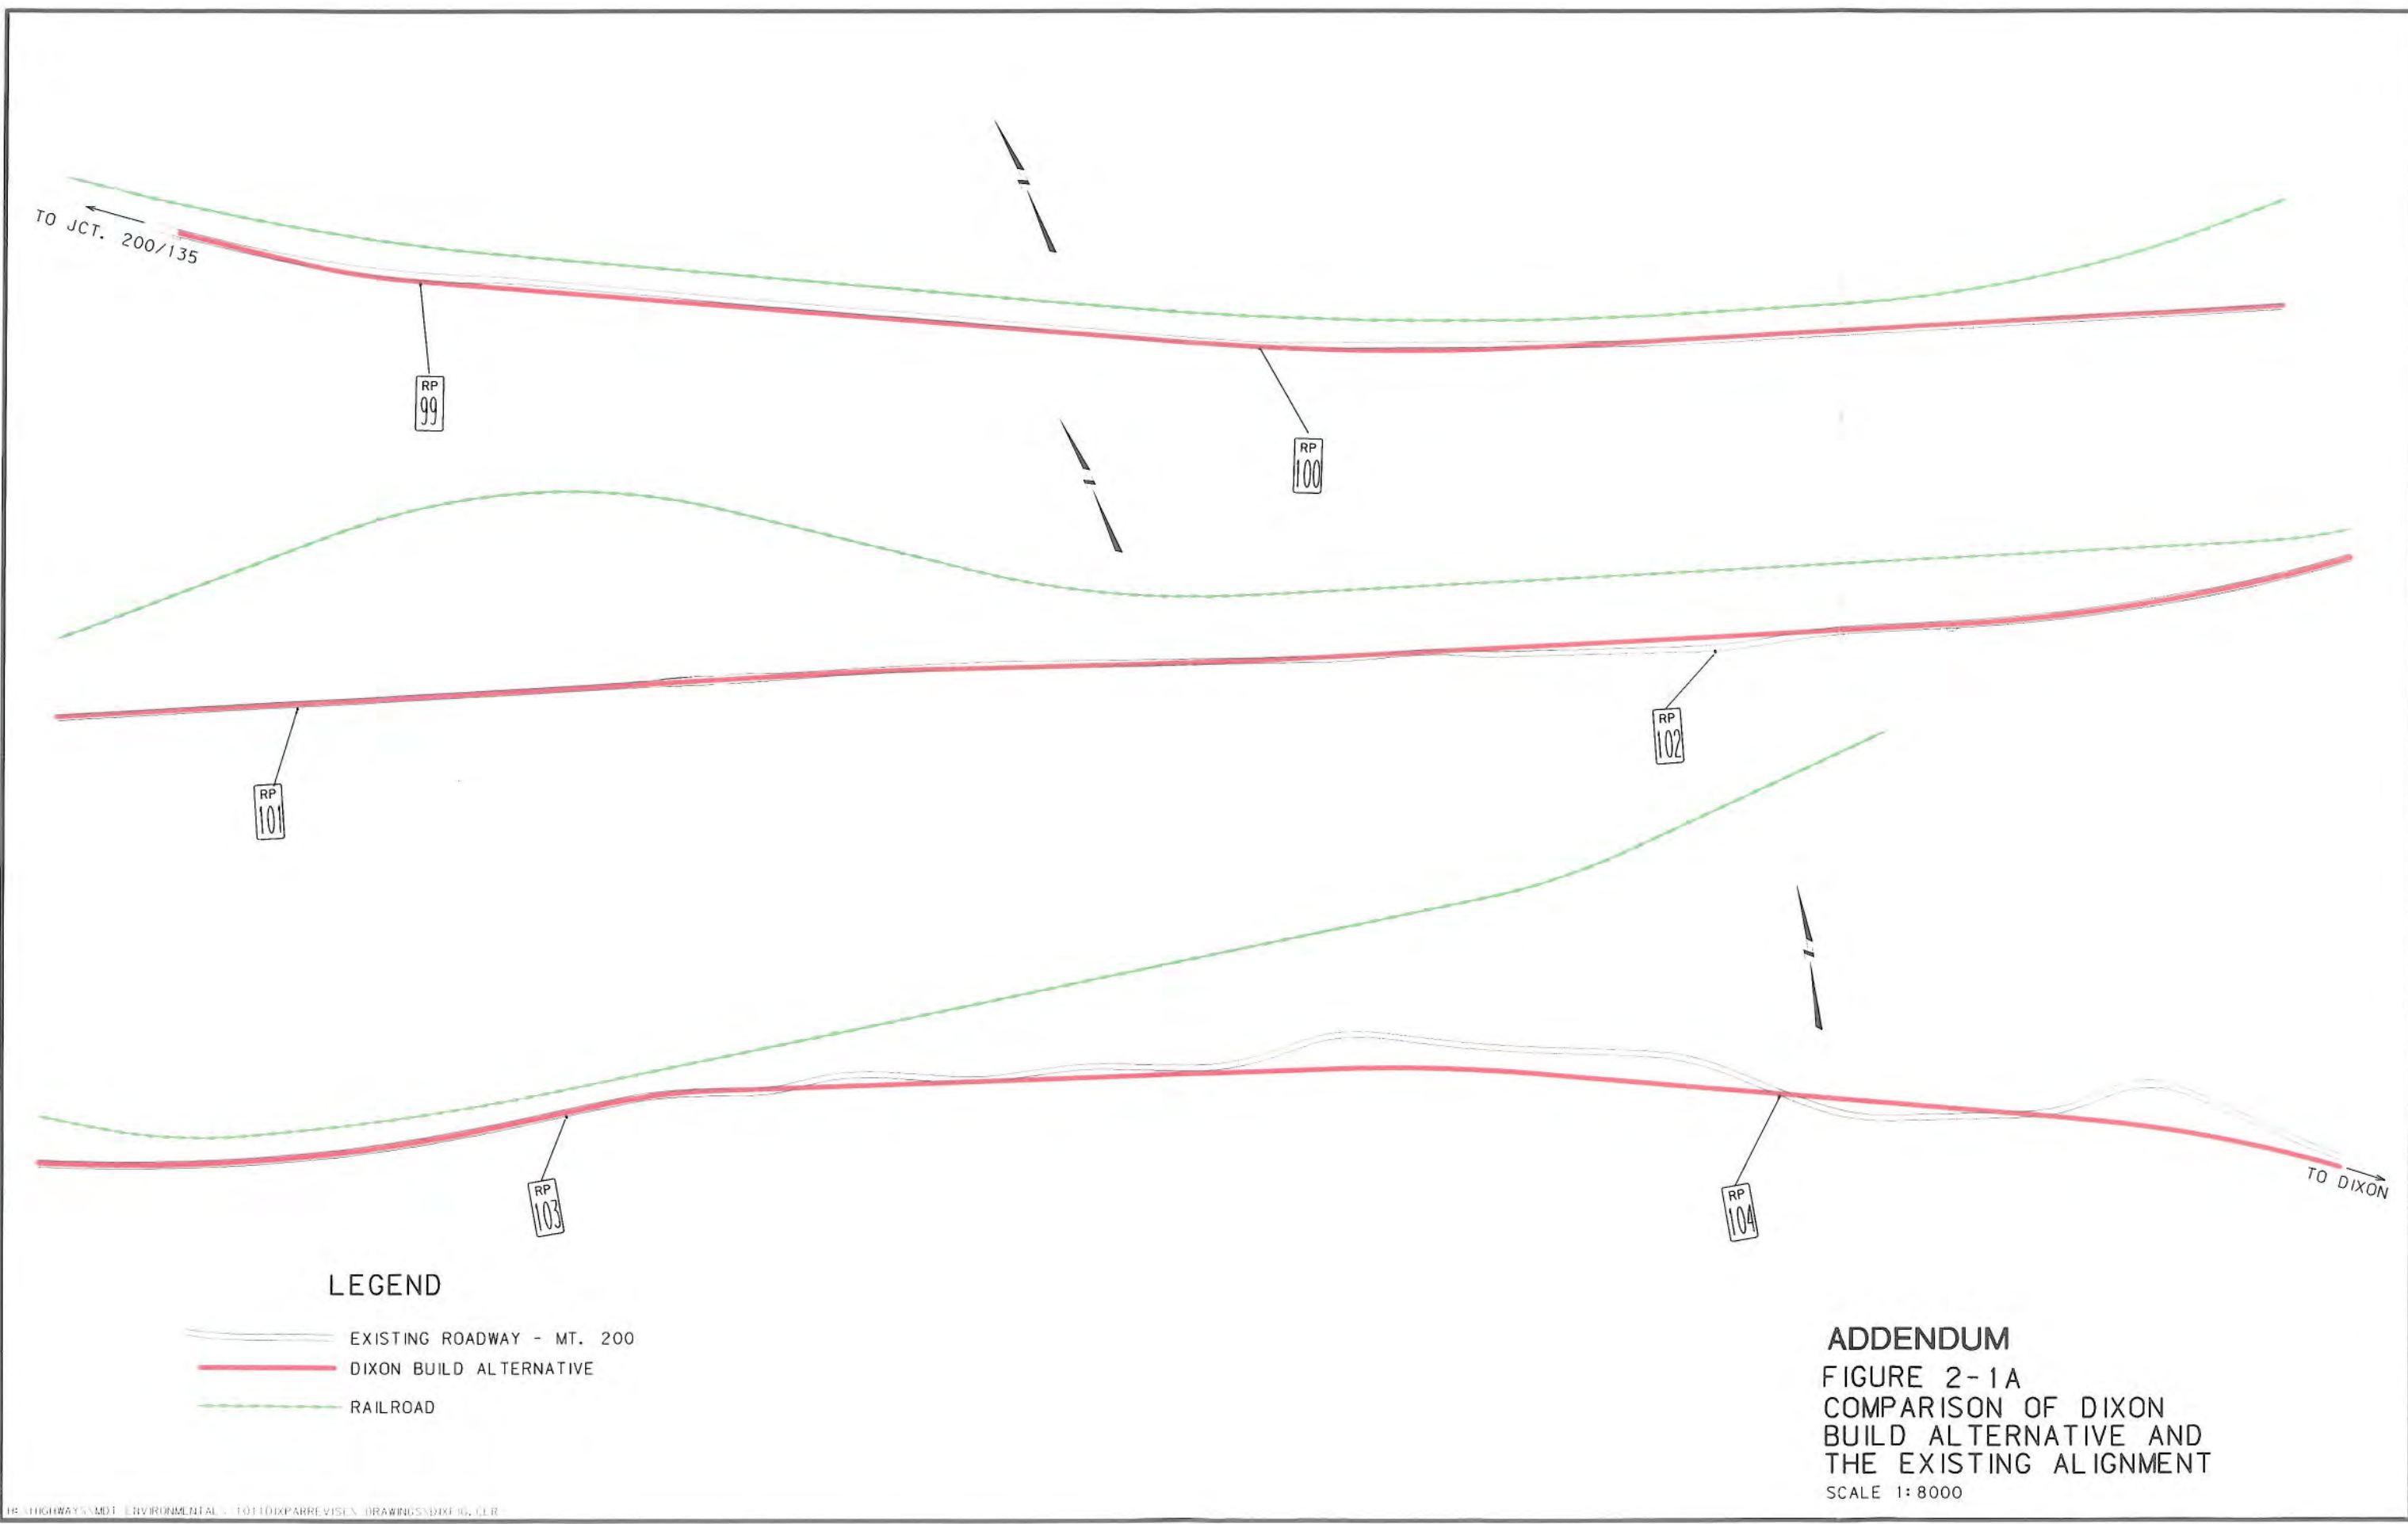 TO JCT. 200/135
RP
99
RP
100
RP
101
RP
102
RP
103
RP
104
TO DIXON
LEGEND
EXISTING ROADWAY - MT. 200
DIXON BUILD ALTERNATIVE
RAILROAD
ADDENDUM
FIGURE 2-1A
COMPARISON OF DIXON
BUILD ALTERNATIVE AND
THE EXISTING ALIGNMENT
SCALE 1:8000